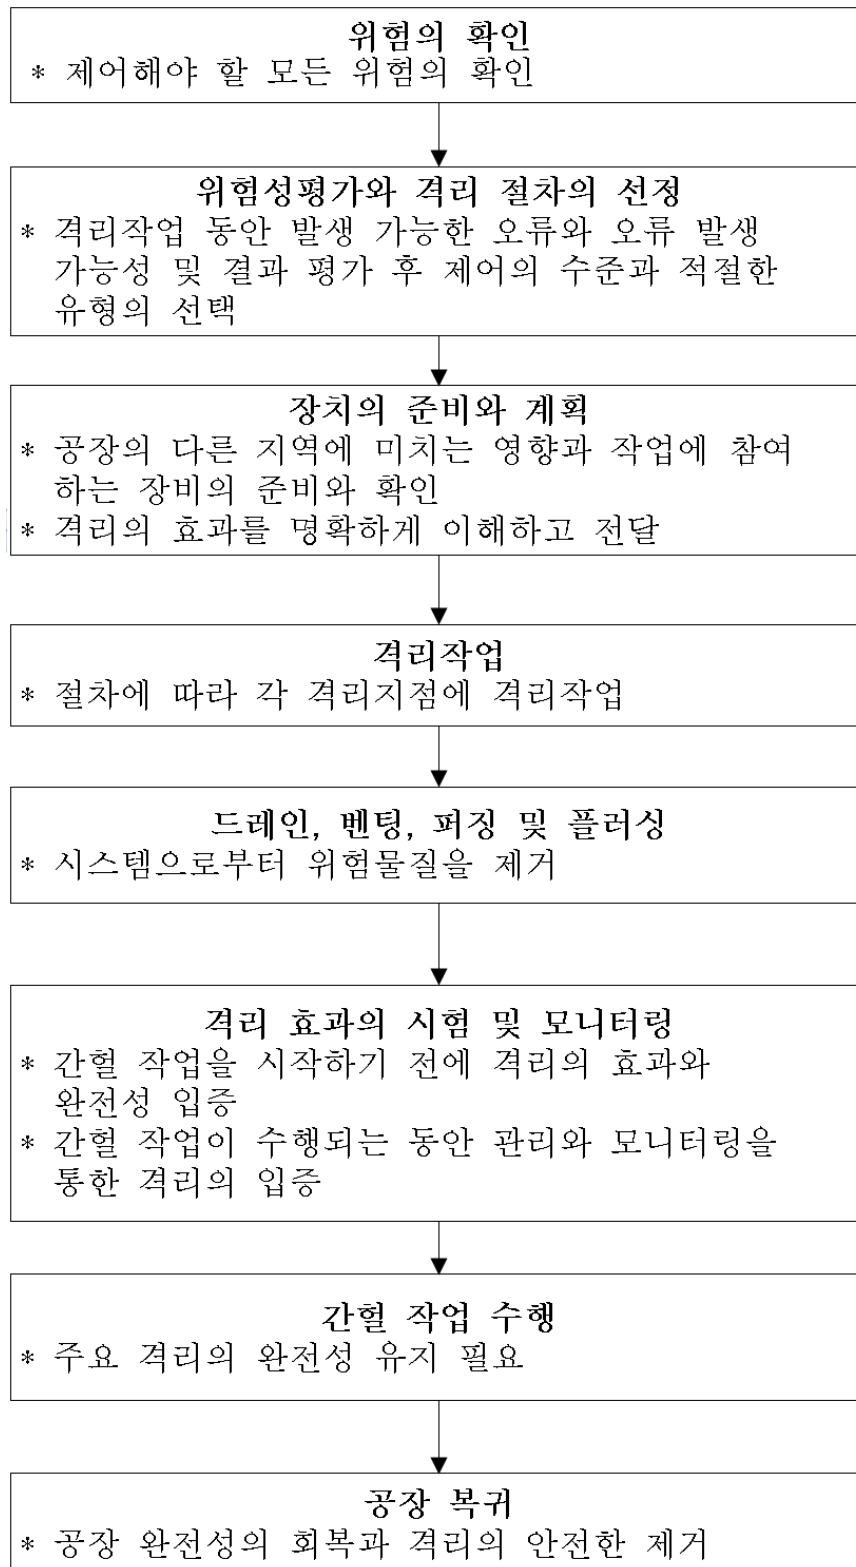 위험의 확인
* 제어해야 할 모든 위험의 확인
위험성평가와 격리 절차의 선정
* 격리작업 동안 발생 가능한 오류와 오류 발생
가능성 및 결과 평가 후 제어의 수준과 적절한
유형의 선택
장치의 준비와 계획
* 공장의 다른 지역에 미치는 영향과 작업에 참여
하는 장비의 준비와 확인
* 격리의 효과를 명확하게 이해하고 전달
격리작업
* 절차에 따라 각 격리지점에 격리작업
드레인, 벤팅, 퍼징 및 플러싱
* 시스템으로부터 위험물질을 제거
격리 효과의 시험 및 모니터링
* 간헐 작업을 시작하기 전에 격리의 효과와
완전성 입증
* 간헐 작업이 수행되는 동안 관리와 모니터링을
통한 격리의 입증
간헐 작업 수행
* 주요 격리의 완전성 유지 필요
공장 복귀
* 공장 완전성의 회복과 격리의 안전한 제거